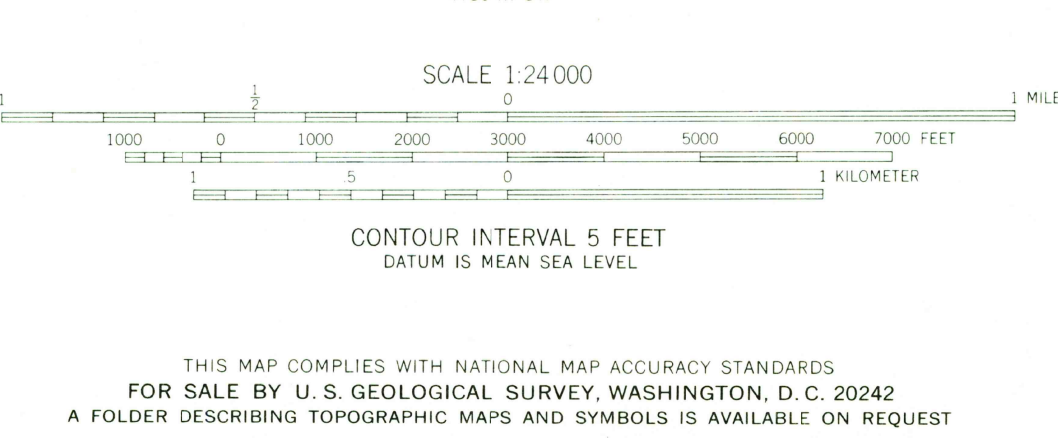 SCALE 1:24 000
1 ½ 0 1 MILE
1000 0 1000 2000 3000 4000 5000 6000 7000 FEET
1 .5 0 1 KILOMETER
CONTOUR INTERVAL 5 FEET
DATUM IS MEAN SEA LEVEL
THIS MAP COMPLIES WITH NATIONAL MAP ACCURACY STANDARDS
FOR SALE BY U. S. GEOLOGICAL SURVEY, WASHINGTON, D. C. 20242
A FOLDER DESCRIBING TOPOGRAPHIC MAPS AND SYMBOLS IS AVAILABLE ON REQUEST